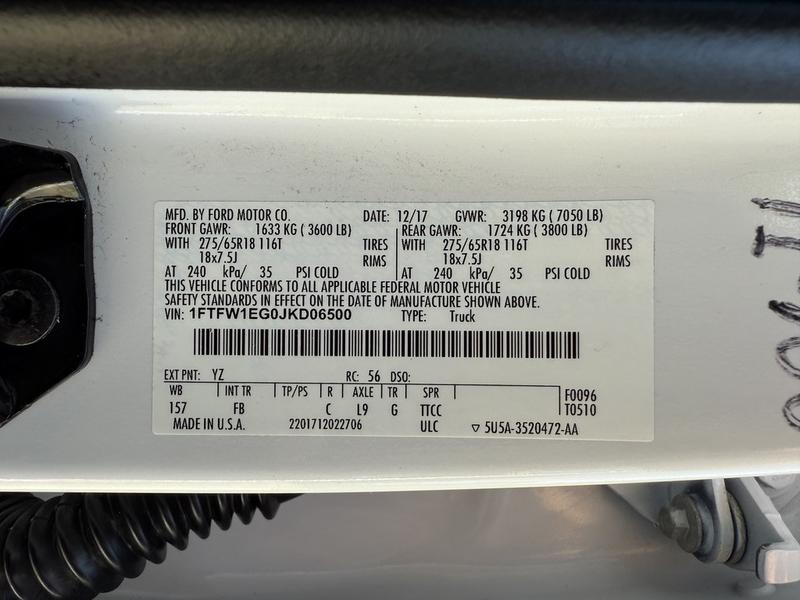 MFD. BY FORD MOTOR CO. DATE: 12/17 GVWR: 3198 KG ( 7050 LB)
FRONT GAWR: 1633 KG ( 3600 LB) REAR GAWR: 1724 KG ( 3800 LB)
WITH 275/65R18 116T TIRES WITH 275/65R18 116T TIRES
18x7.5J RIMS 18x7.5J RIMS
AT 240 kPa/ 35 PSI COLD AT 240 kPa/ 35 PSI COLD
THIS VEHICLE CONFORMS TO ALL APPLICABLE FEDERAL MOTOR VEHICLE
SAFETY STANDARDS IN EFFECT ON THE DATE OF MANUFACTURE SHOWN ABOVE.
VIN: 1FTFW1EG0JKD06500 TYPE: Truck
EXT PNT: YZ RC: 56 DSO:
WB INT TR TP/PS R AXLE TR SPR F0096
157 FB C L9 G TTCC T0510
MADE IN U.S.A. 2201712022706 ULC ▽ 5U5A-3520472-AA